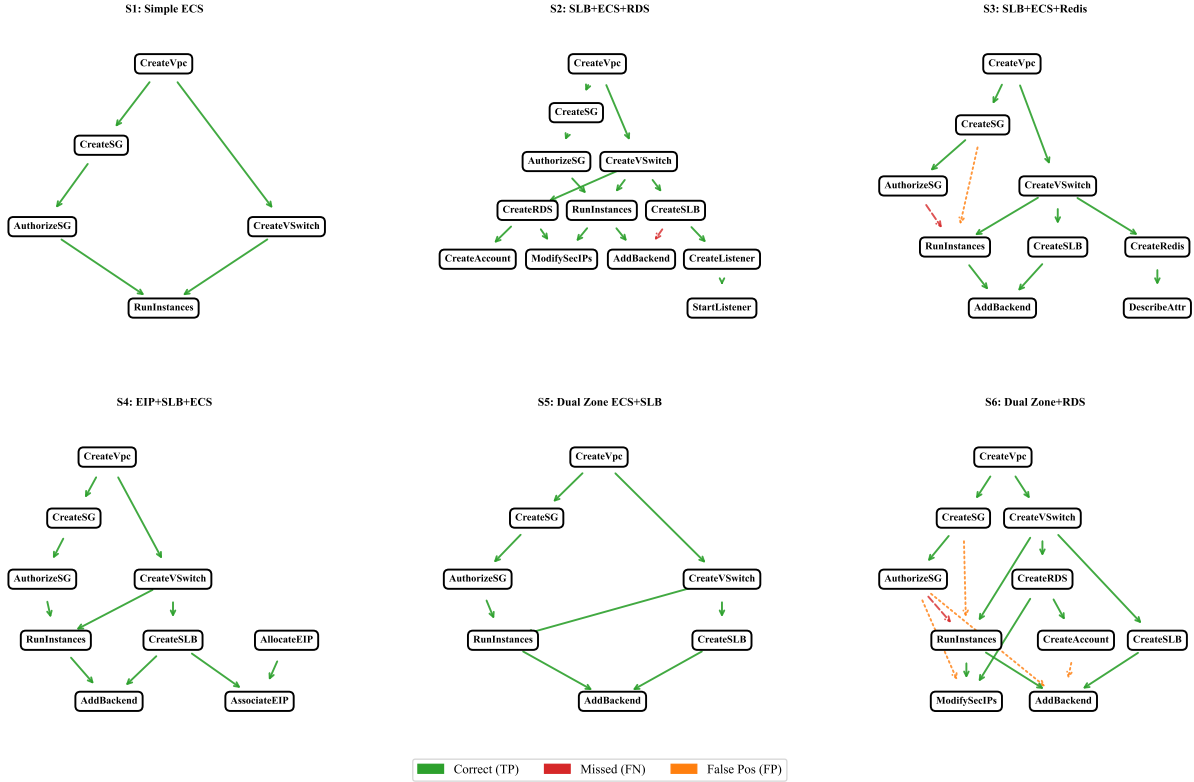 S1: Simple ECS
S2: SLB+ECS+RDS
S3: SLB+ECS+Redis
CreateVpc
CreateSG
AuthorizeSG
CreateVSwitch
RunInstances
CreateVpc
CreateSG
AuthorizeSG
CreateVSwitch
CreateRDS
RunInstances
CreateSLB
CreateAccount
ModifySecIPs
AddBackend
CreateListener
StartListener
CreateVpc
CreateSG
AuthorizeSG
CreateVSwitch
RunInstances
CreateSLB
CreateRedis
AddBackend
DescribeAttr
S4: EIP+SLB+ECS
S5: Dual Zone ECS+SLB
S6: Dual Zone+RDS
CreateVpc
CreateSG
AuthorizeSG
CreateVSwitch
RunInstances
CreateSLB
AllocateEIP
AddBackend
AssociateEIP
CreateVpc
CreateSG
AuthorizeSG
CreateVSwitch
RunInstances
CreateSLB
AddBackend
CreateVpc
CreateSG
CreateVSwitch
AuthorizeSG
CreateRDS
RunInstances
CreateAccount
CreateSLB
ModifySecIPs
AddBackend
Correct (TP)
Missed (FN)
False Pos (FP)